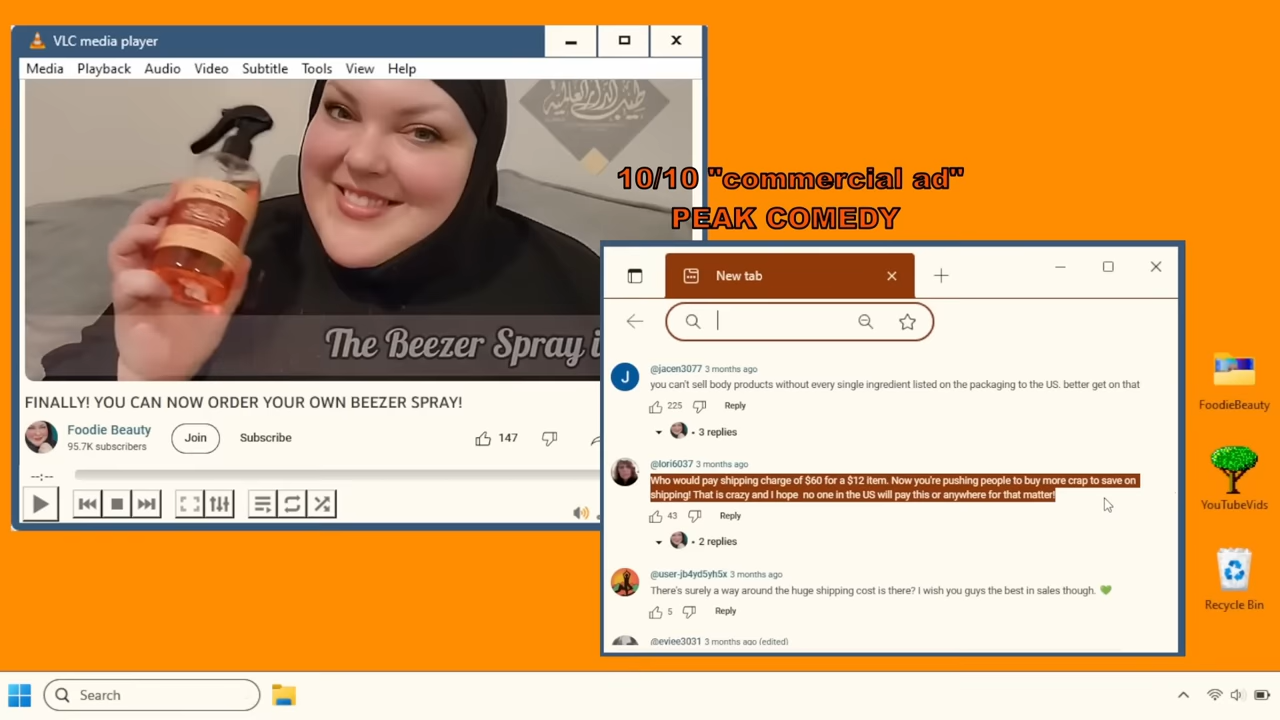 VLC media player
Media Playback Audio Video Subtitle Tools View Help
The Beezer Spray i
10/10 "commercial ad"
PEAK COMEDY
FINALLY! YOU CAN NOW ORDER YOUR OWN BEEZER SPRAY!
Foodie Beauty
95.7K subscribers
Join
Subscribe
147
--:--
New tab
J
@jacen3077 3 months ago
you can't sell body products without every single ingredient listed on the packaging to the US. better get on that
225 Reply
• 3 replies
@lori6037 3 months ago
Who would pay shipping charge of $60 for a $12 item. Now you're pushing people to buy more crap to save on
shipping! That is crazy and I hope no one in the US will pay this or anywhere for that matter!
43 Reply
• 2 replies
@user-jb4yd5yh5x 3 months ago
There's surely a way around the huge shipping cost is there? I wish you guys the best in sales though. 💚
5 Reply
@eviee3031 3 months ago (edited)
FoodieBeauty
YouTubeVids
Recycle Bin
Search